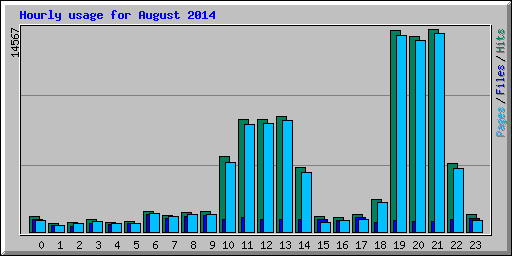 Hourly usage for August 2014
14567
Pages / Files / Hits
0 1 2 3 4 5 6 7 8 9 10 11 12 13 14 15 16 17 18 19 20 21 22 23